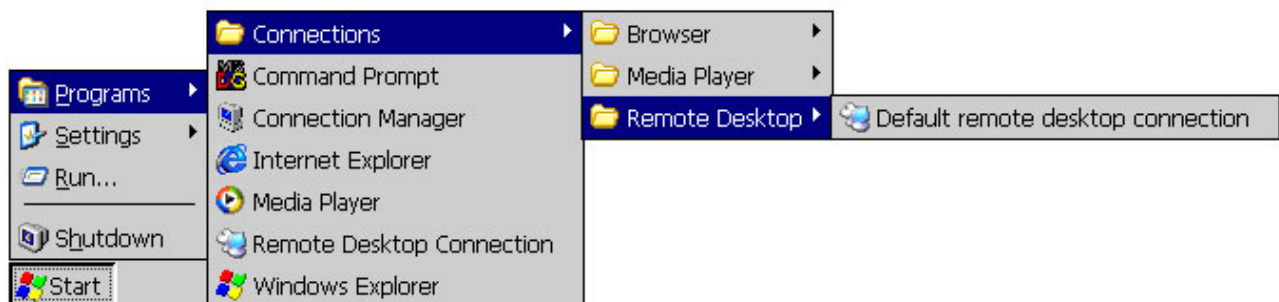 Programs
Settings
Run...
Shutdown
Start
Connections
Command Prompt
Connection Manager
Internet Explorer
Media Player
Remote Desktop Connection
Windows Explorer
Browser
Media Player
Remote Desktop
Default remote desktop connection